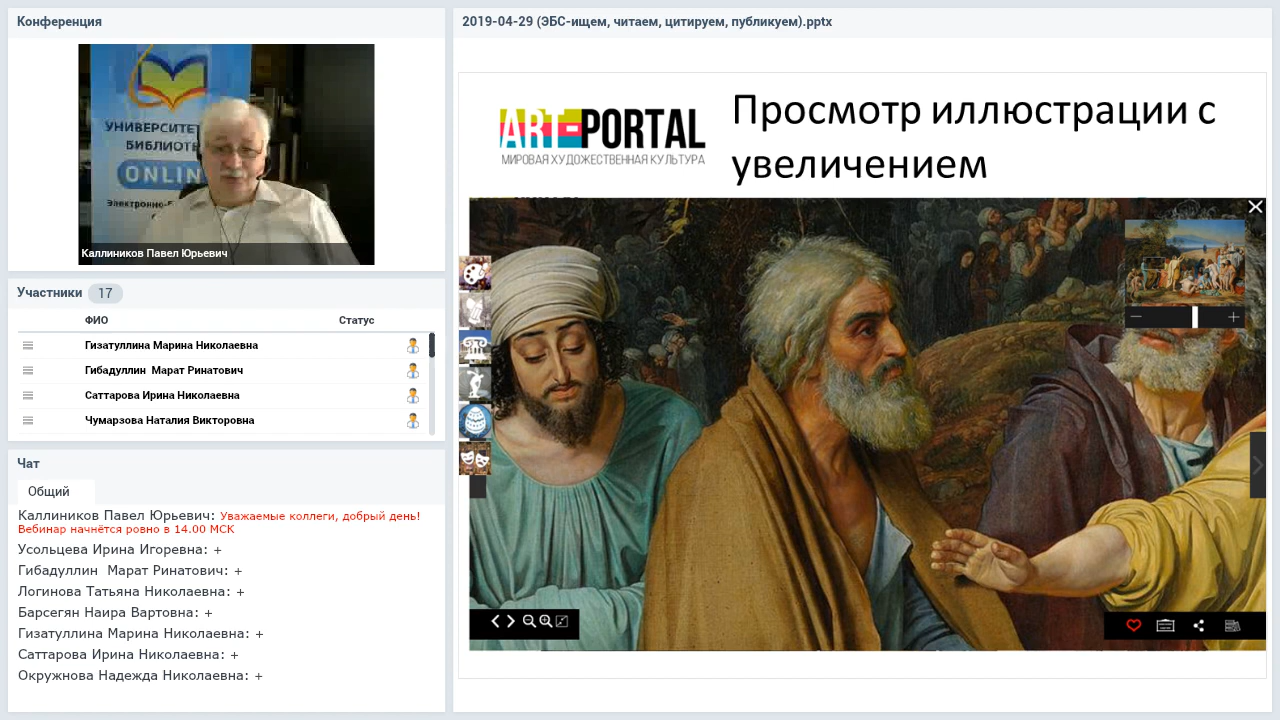 Конференция
УНИВЕРСИТЕ
БИБЛИОТЕ
ONLIN
Каллиников Павел Юрьевич
Участники 17
ФИО Статус
Гизатуллина Марина Николаевна
Гибадуллин Марат Ринатович
Саттарова Ирина Николаевна
Чумарзова Наталия Викторовна
Чат
Общий
Каллиников Павел Юрьевич: Уважаемые коллеги, добрый день!
Вебинар начнётся ровно в 14.00 МСК
Усольцева Ирина Игоревна: +
Гибадуллин Марат Ринатович: +
Логинова Татьяна Николаевна: +
Барсегян Наира Вартовна: +
Гизатуллина Марина Николаевна: +
Саттарова Ирина Николаевна: +
Окружнова Надежда Николаевна: +
2019-04-29 (ЭБС-ищем, читаем, цитируем, публикуем).pptx
ART-PORTAL
МИРОВАЯ ХУДОЖЕСТВЕННАЯ КУЛЬТУРА
Просмотр иллюстрации с
увеличением